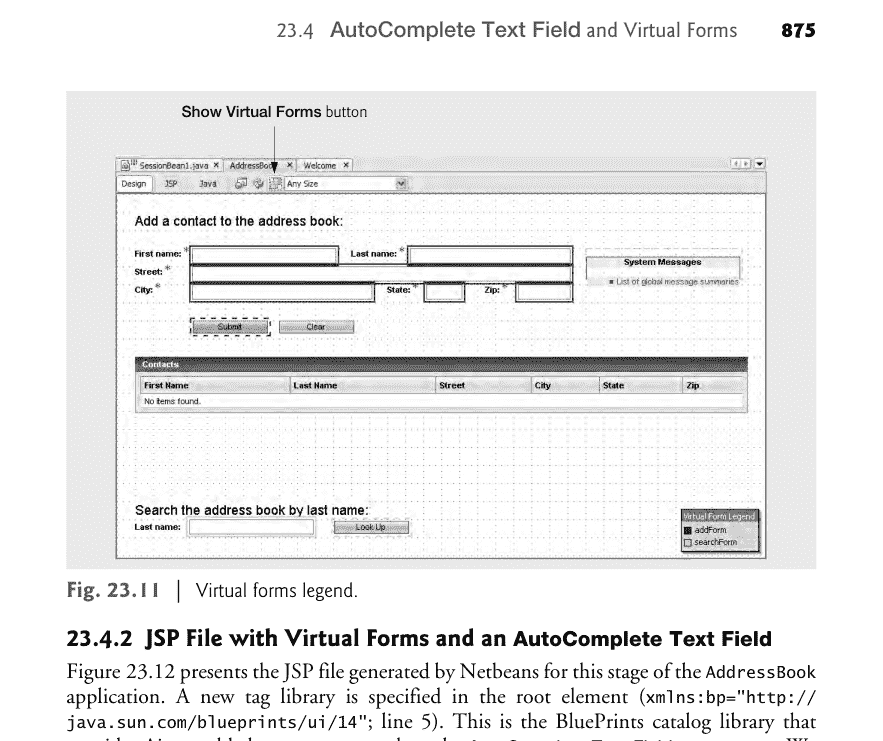 23.4 AutoComplete Text Field and Virtual Forms 875
Show Virtual Forms button
SessionBean1.java × AddressBook × Welcome ×
Design JSP Java Any Size
Add a contact to the address book:
First name: * Last name: *
Street: *
City: * State: * Zip: *
System Messages
List of global message summaries
Submit Clear
Contacts
First Name Last Name Street City State Zip
No items found.
Search the address book by last name:
Last name: Look Up
Virtual Form Legend
addForm
searchForm
Fig. 23.11 | Virtual forms legend.
23.4.2 JSP File with Virtual Forms and an AutoComplete Text Field
Figure 23.12 presents the JSP file generated by Netbeans for this stage of the AddressBook
application. A new tag library is specified in the root element (xmlns:bp="http://
java.sun.com/blueprints/ui/14"; line 5). This is the BluePrints catalog library that